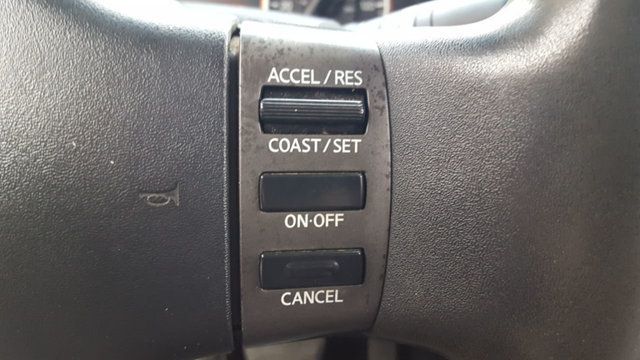 ACCEL / RES
COAST / SET
ON·OFF
CANCEL